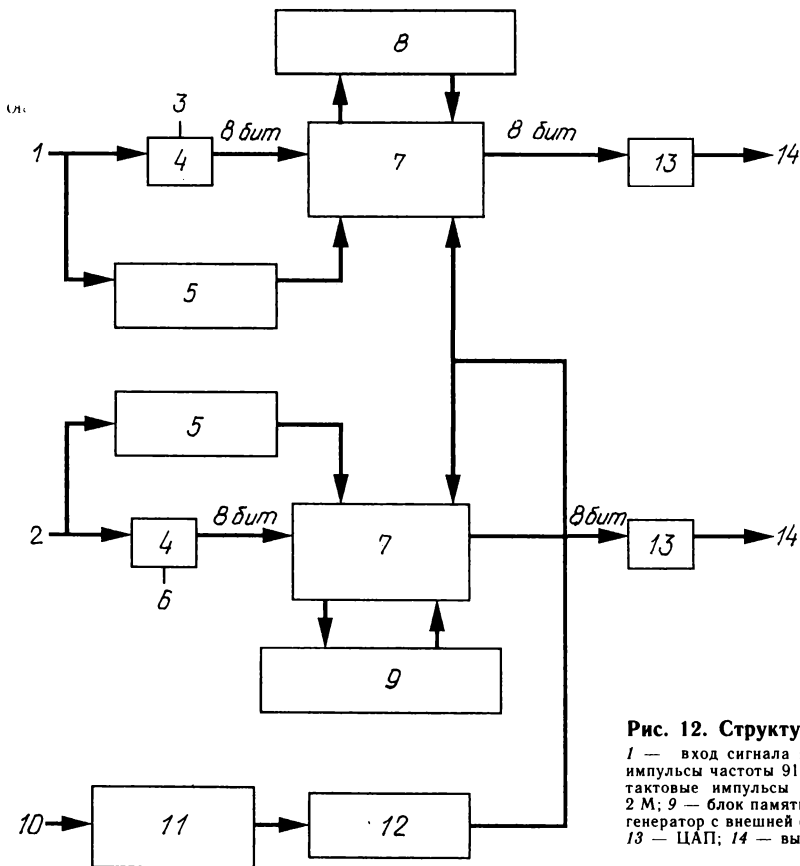 8
3
8 бит
8 бит
1
4
7
13
14
5
5
8 бит
8 бит
2
4
7
13
14
6
9
Рис. 12. Структу
1 — вход сигнала
импульсы частоты 91
тактовые импульсы
2 М; 9 — блок памят
генератор с внешней
13 — ЦАП; 14 — вы
10
11
12